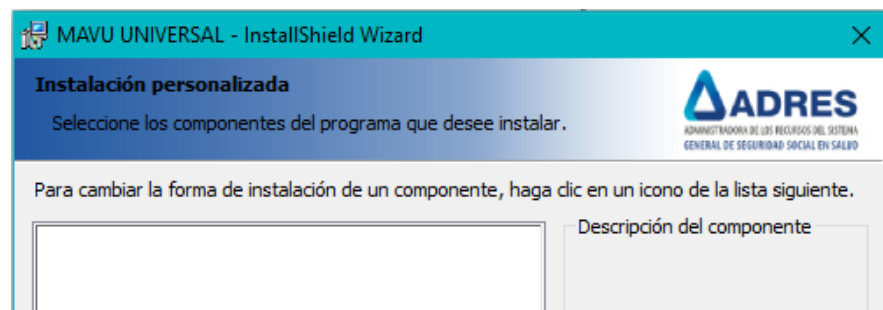 MAVU UNIVERSAL - InstallShield Wizard
Instalación personalizada
Seleccione los componentes del programa que desee instalar.
ADRES
ADMINISTRADORA DE LOS RECURSOS DEL SISTEMA
GENERAL DE SEGURIDAD SOCIAL EN SALUD
Para cambiar la forma de instalación de un componente, haga clic en un icono de la lista siguiente.
Descripción del componente